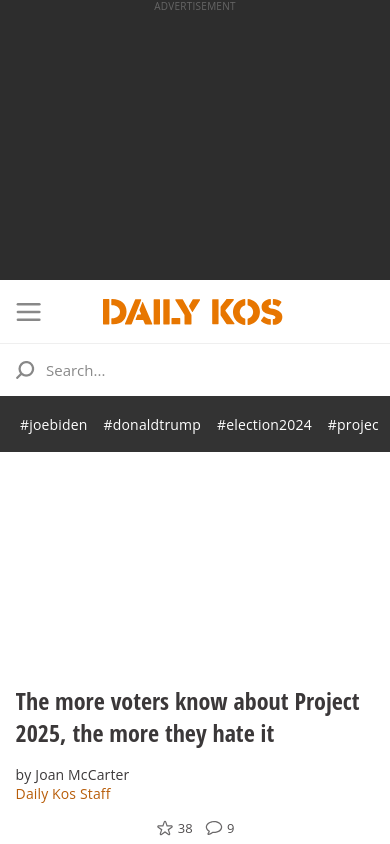 ADVERTISEMENT
DAILY KOS
Search...
#joebiden #donaldtrump #election2024 #projec
The more voters know about Project
2025, the more they hate it
by Joan McCarter
Daily Kos Staff
38 9